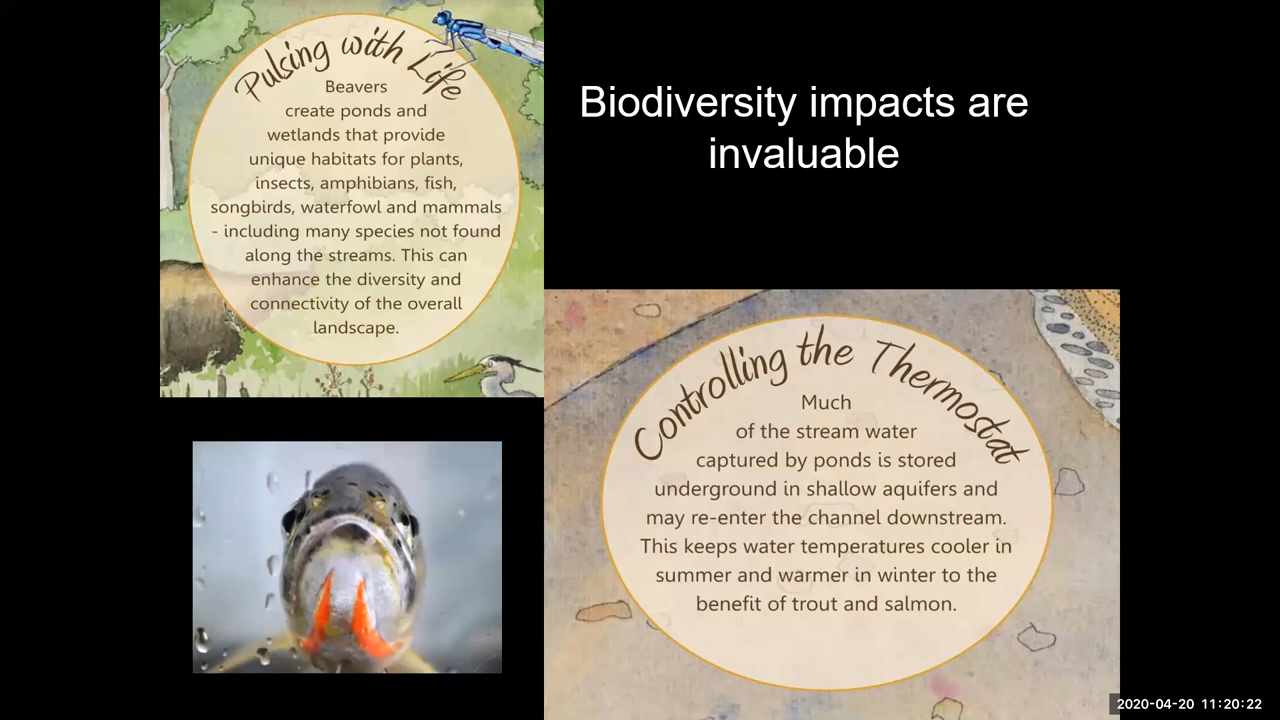 Pulsing with Life
Beavers
create ponds and
wetlands that provide
unique habitats for plants,
insects, amphibians, fish,
songbirds, waterfowl and mammals
- including many species not found
along the streams. This can
enhance the diversity and
connectivity of the overall
landscape.
Biodiversity impacts are
invaluable
Controlling the Thermostat
Much
of the stream water
captured by ponds is stored
underground in shallow aquifers and
may re-enter the channel downstream.
This keeps water temperatures cooler in
summer and warmer in winter to the
benefit of trout and salmon.
2020-04-20 11:20:22